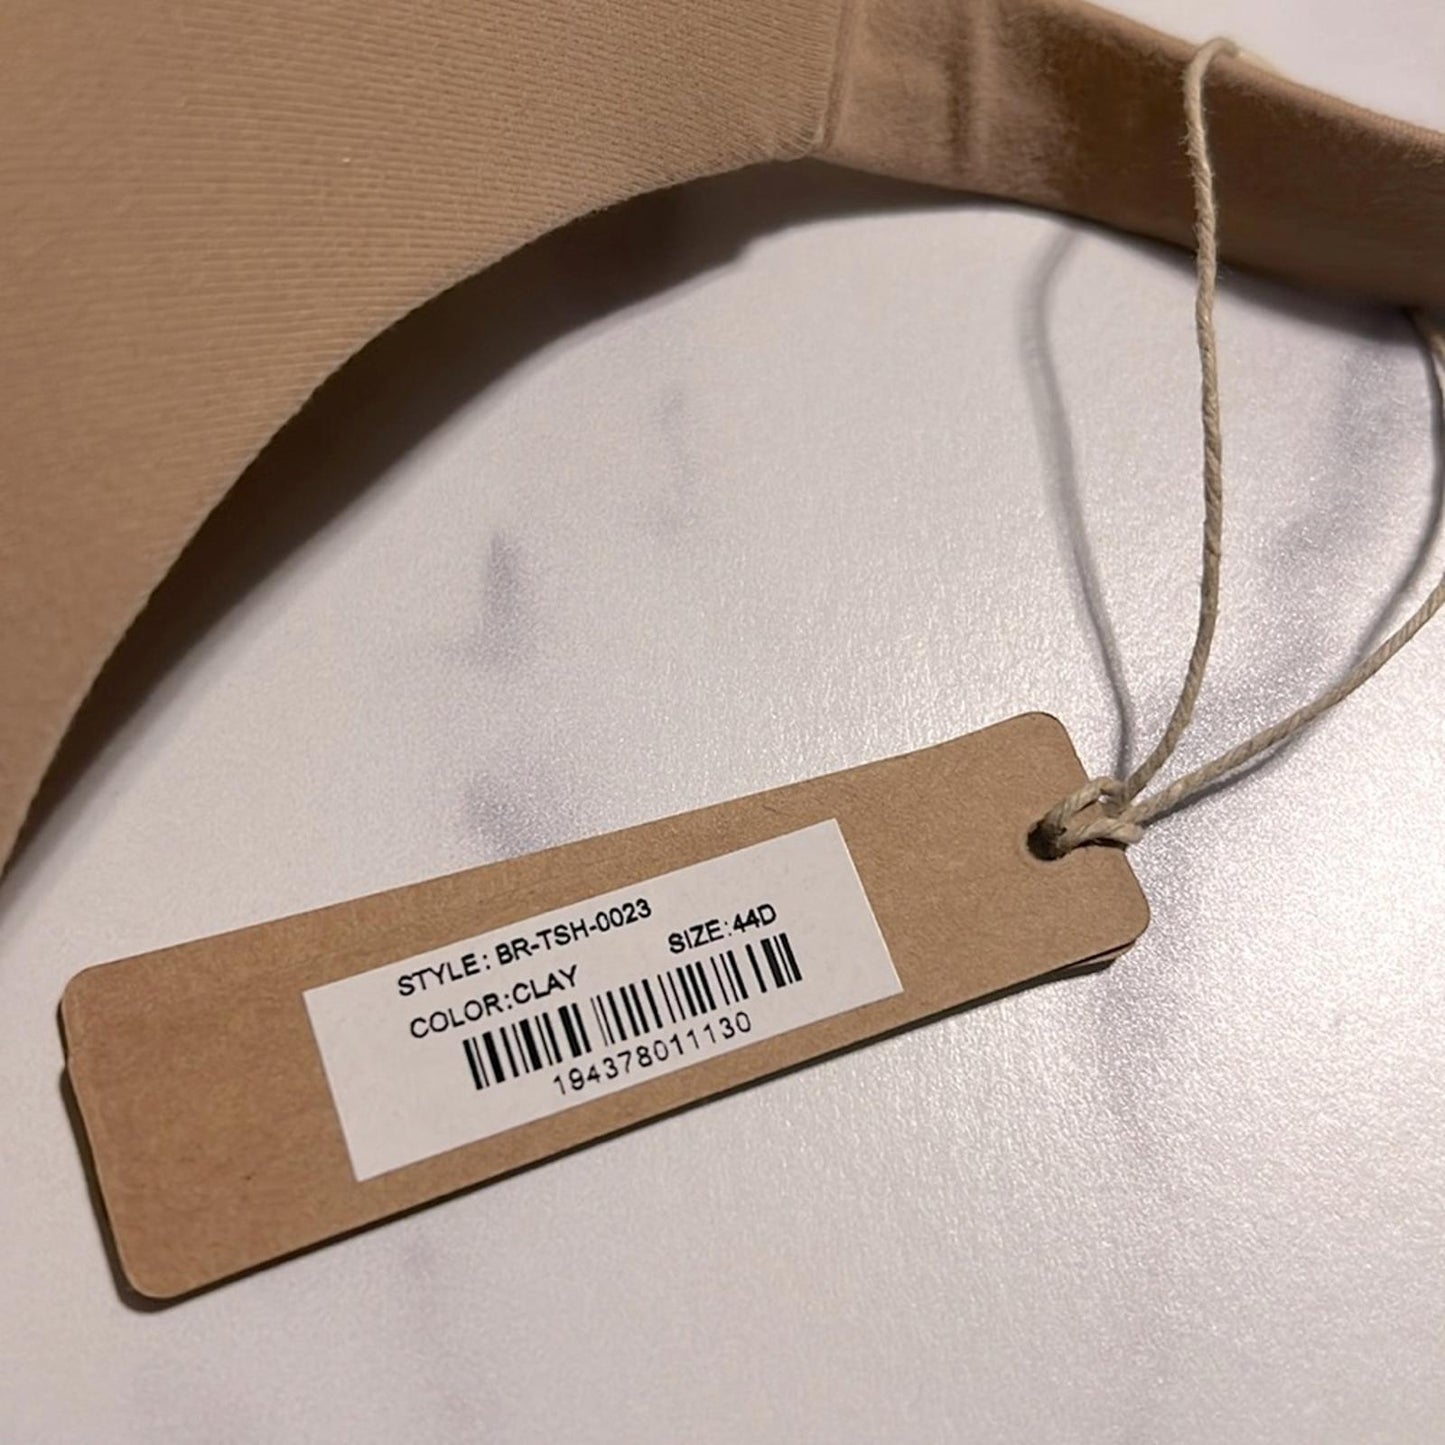 STYLE: BR-TSH-0023
COLOR:CLAY SIZE:44D
194378011130